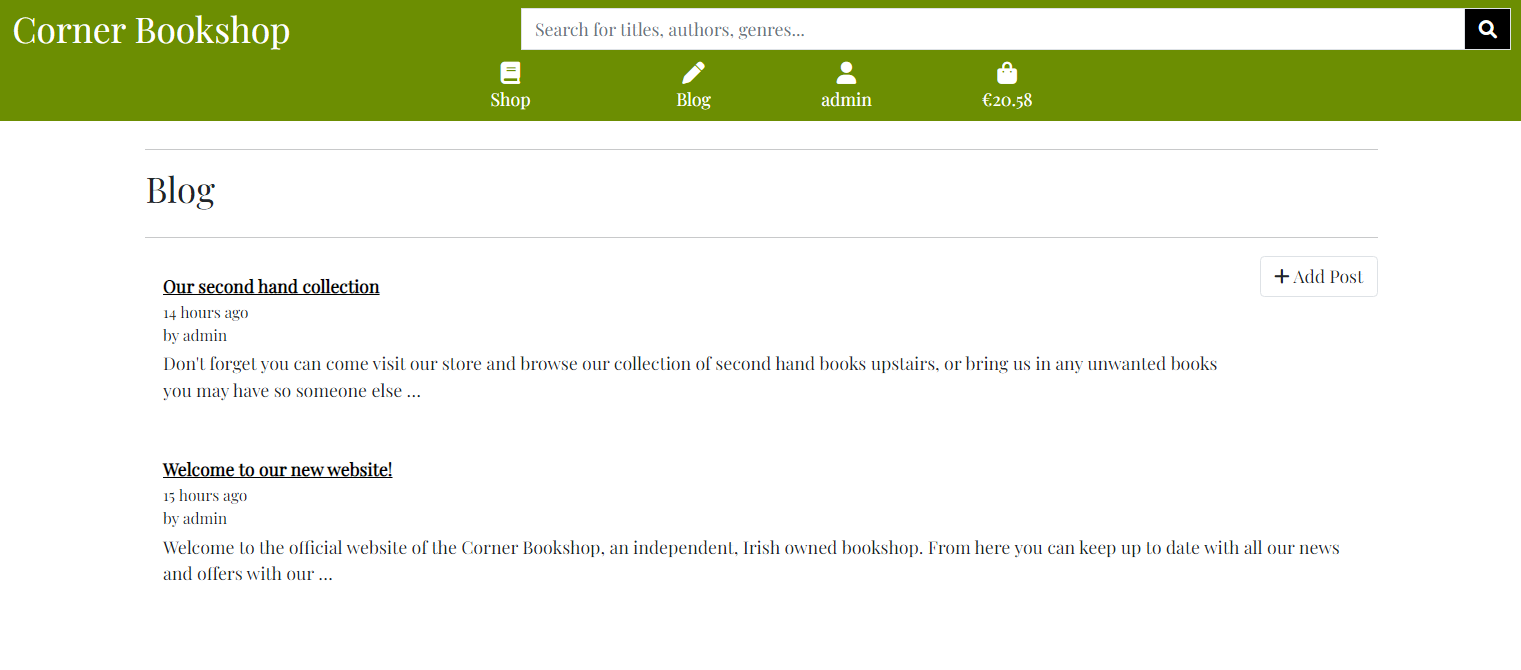 Corner Bookshop
Search for titles, authors, genres...
Shop
Blog
admin
€20.58
Blog
Add Post
Our second hand collection
14 hours ago
by admin
Don't forget you can come visit our store and browse our collection of second hand books upstairs, or bring us in any unwanted books
you may have so someone else …
Welcome to our new website!
15 hours ago
by admin
Welcome to the official website of the Corner Bookshop, an independent, Irish owned bookshop. From here you can keep up to date with all our news
and offers with our …